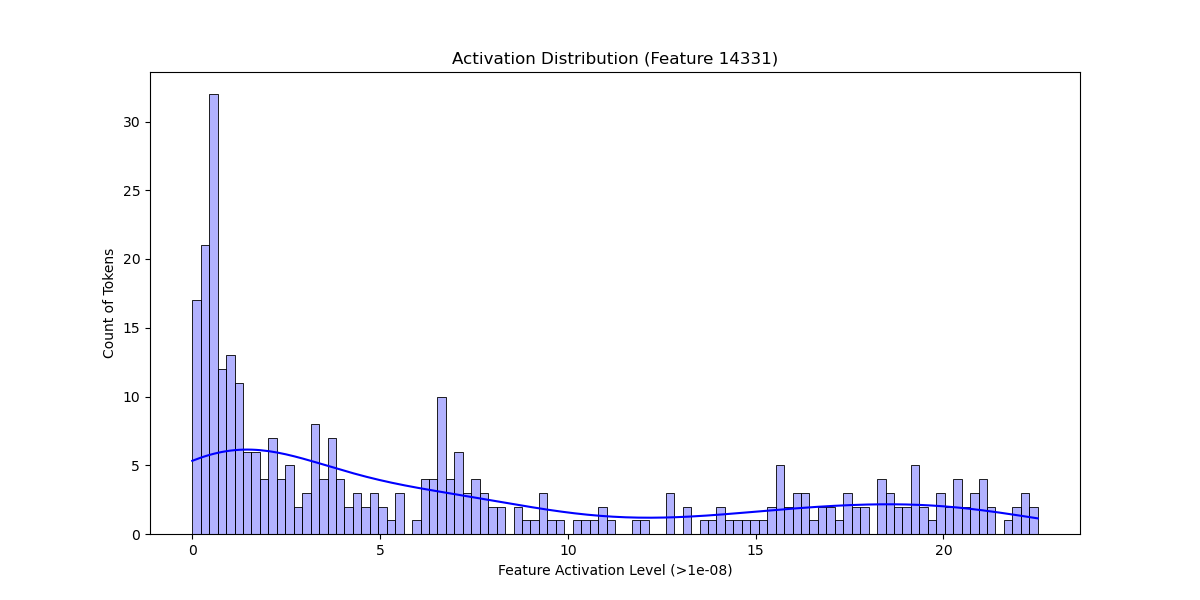 Activation Distribution (Feature 14331)
Count of Tokens
30
25
20
15
10
5
0
0 5 10 15 20
Feature Activation Level (>1e-08)